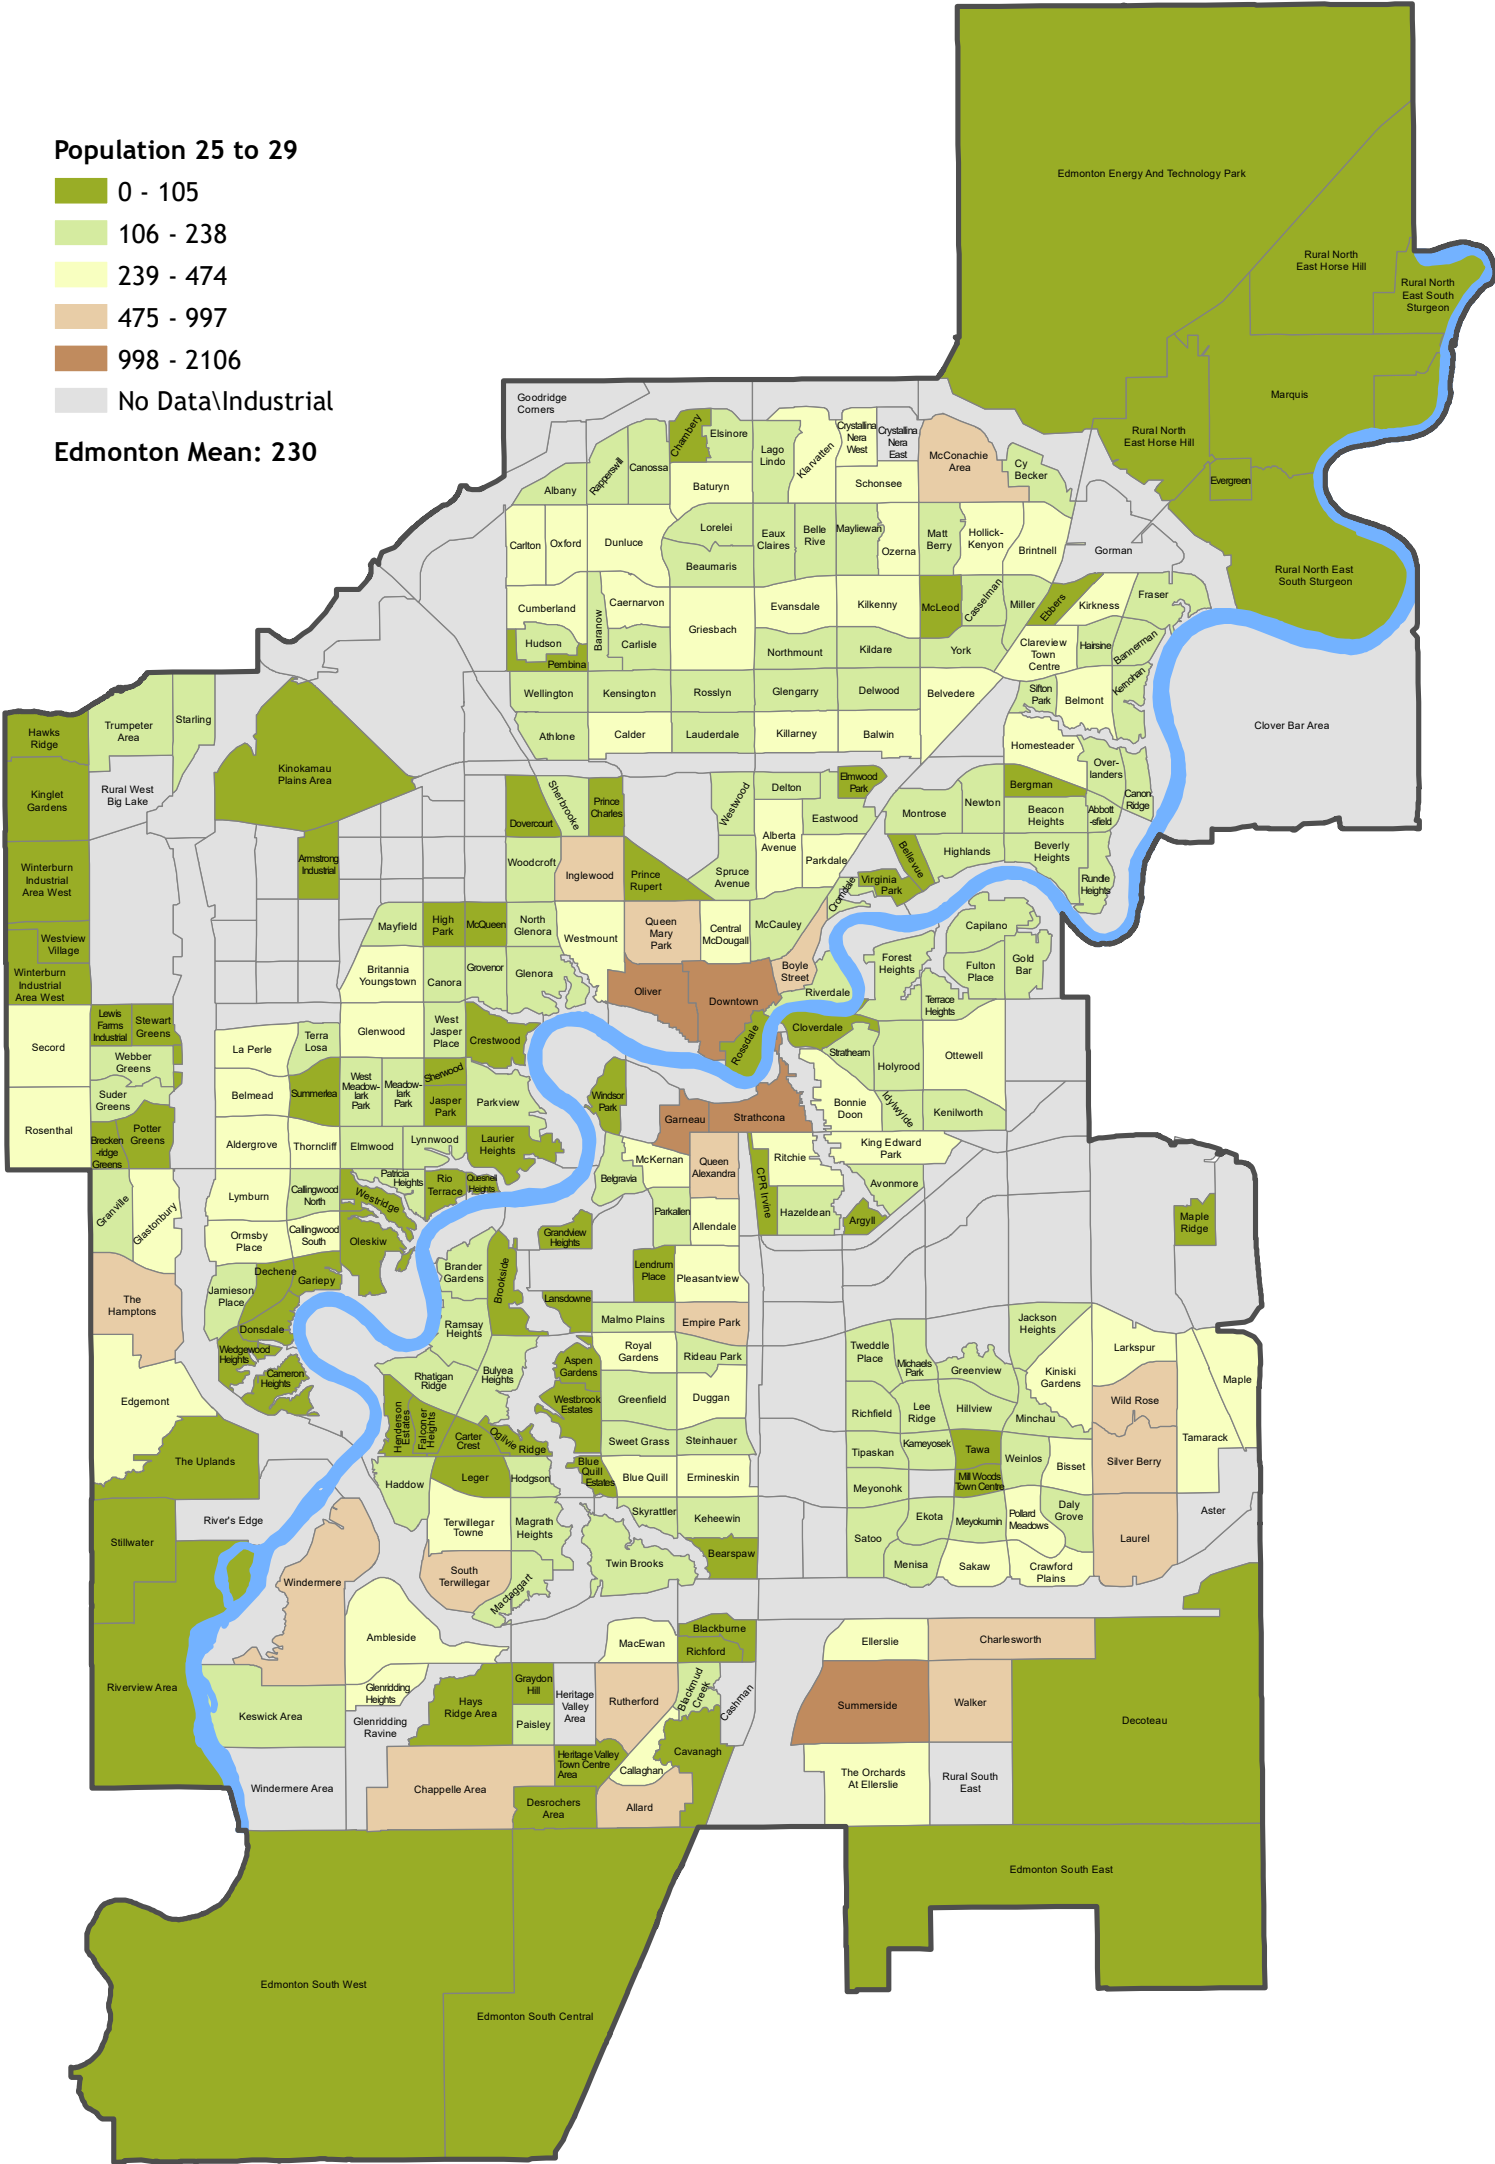 Population 25 to 29
0 - 105
106 - 238
239 - 474
475 - 997
998 - 2106
No Data\Industrial
Edmonton Mean: 230
Edmonton Energy And Technology Park
Rural North
East Horse Hill
Rural North
East South
Sturgeon
Marquis
Rural North
East Horse Hill
Evergreen
Rural North East
South Sturgeon
Goodridge
Corners
Chambery
Elsinore
Lago
Lindo
Klarvatten
Crystallina
Nera
West
Crystallina
Nera
East
McConachie
Area
Cy
Becker
Albany
Rapperswill
Canossa
Baturyn
Schonsee
Gorman
Carlton
Oxford
Dunluce
Lorelei
Beaumaris
Eaux
Claires
Belle
Rive
Mayliewan
Ozerna
Matt
Berry
Hollick-
Kenyon
Brintnell
Cumberland
Baranow
Caernarvon
Griesbach
Evansdale
Kilkenny
McLeod
Casselman
Miller
Ebbers
Kirkness
Fraser
Hudson
Pembina
Carlisle
Northmount
Kildare
York
Clareview
Town
Centre
Hairsine
Bannerman
Wellington
Kensington
Rosslyn
Glengarry
Delwood
Belvedere
Sifton
Park
Belmont
Kernohan
Athlone
Calder
Lauderdale
Killarney
Balwin
Homesteader
Over-
landers
Clover Bar Area
Hawks
Ridge
Trumpeter
Area
Starling
Kinglet
Gardens
Rural West
Big Lake
Kinokamau
Plains Area
Winterburn
Industrial
Area West
Armstrong
Industrial
Westview
Village
Winterburn
Industrial
Area West
Dovercourt
Sherbrooke
Prince
Charles
Westwood
Delton
Elmwood
Park
Eastwood
Montrose
Newton
Bergman
Beacon
Heights
Abbott
-sfield
Canon
Ridge
Woodcroft
Inglewood
Prince
Rupert
Spruce
Avenue
Alberta
Avenue
Parkdale
Cromdale
Virginia
Park
Bellevue
Highlands
Beverly
Heights
Rundle
Heights
Mayfield
High
Park
McQueen
North
Glenora
Westmount
Queen
Mary
Park
Central
McDougall
McCauley
Boyle
Street
Riverdale
Capilano
Forest
Heights
Fulton
Place
Gold
Bar
Terrace
Heights
Britannia
Youngstown
Canora
Grovenor
Glenora
Oliver
Downtown
Rossdale
Cloverdale
Strathearn
Holyrood
Ottewell
Idylwylde
Kenilworth
Bonnie
Doon
Secord
Lewis
Farms
Industrial
Stewart
Greens
Webber
Greens
Suder
Greens
Rosenthal
Brecken
-ridge
Greens
Potter
Greens
La Perle
Terra
Losa
Glenwood
West
Jasper
Place
Crestwood
Belmead
Summerlea
West
Meadow-
lark
Park
Meadow-
lark
Park
Sherwood
Jasper
Park
Parkview
Windsor
Park
Garneau
Strathcona
Aldergrove
Thorncliff
Elmwood
Lynnwood
Laurier
Heights
Belgravia
McKernan
Queen
Alexandra
CPR Irvine
Ritchie
King Edward
Park
Avonmore
Hazeldean
Argyll
Granville
Glastonbury
Lymburn
Callingwood
North
Patricia
Heights
Westridge
Rio
Terrace
Quesnell
Heights
Parkallen
Allendale
Ormsby
Place
Callingwood
South
Oleskiw
Grandview
Heights
Lendrum
Place
Pleasantview
Maple
Ridge
The
Hamptons
Jamieson
Place
Dechene
Gariepy
Donsdale
Wedgewood
Heights
Cameron
Heights
Edgemont
The Uplands
Brander
Gardens
Brookside
Ramsay
Heights
Lansdowne
Malmo Plains
Empire Park
Rhatigan
Ridge
Bulyea
Heights
Henderson
Estates
Falconer
Heights
Carter
Crest
Ogilvie Ridge
Aspen
Gardens
Westbrook
Estates
Royal
Gardens
Rideau Park
Greenfield
Duggan
Sweet Grass
Steinhauer
Blue
Quill
Estates
Blue Quill
Ermineskin
Tweddle
Place
Michaels
Park
Greenview
Jackson
Heights
Kiniski
Gardens
Larkspur
Maple
Richfield
Lee
Ridge
Hillview
Minchau
Wild Rose
Tamarack
Tipaskan
Kameyosek
Tawa
Weinlos
Bisset
Silver Berry
Meyonohk
Mill Woods
Town Centre
Satoo
Ekota
Meyokumin
Pollard
Meadows
Daly
Grove
Laurel
Aster
Menisa
Sakaw
Crawford
Plains
Haddow
Leger
Hodgson
Terwillegar
Towne
Magrath
Heights
South
Terwillegar
Mactaggart
Skyrattler
Keheewin
Twin Brooks
Bearspaw
Stillwater
River's Edge
Windermere
Ambleside
Riverview Area
Keswick Area
Glenridding
Heights
Glenridding
Ravine
Windermere Area
Hays
Ridge Area
Graydon
Hill
Paisley
Heritage
Valley
Area
MacEwan
Blackburne
Richford
Rutherford
Blackmud
Creek
Cashman
Cavanagh
Callaghan
Heritage Valley
Town Centre
Area
Chappelle Area
Desrochers
Area
Allard
Ellerslie
Charlesworth
Summerside
Walker
Decoteau
The Orchards
At Ellerslie
Rural South
East
Edmonton South East
Edmonton South West
Edmonton South Central